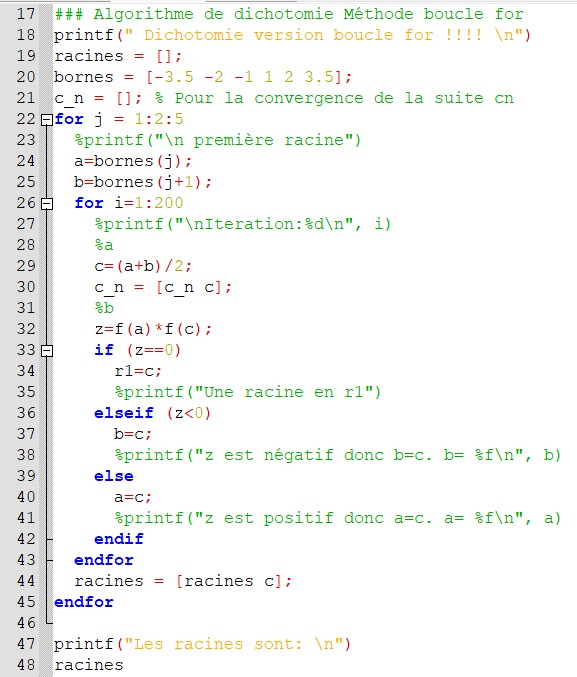 17 ### Algorithme de dichotomie Méthode boucle for
18 printf(" Dichotomie version boucle for !!!! \n")
19 racines = [];
20 bornes = [-3.5 -2 -1 1 2 3.5];
21 c_n = []; % Pour la convergence de la suite cn
22 for j = 1:2:5
23   %printf("\n première racine")
24   a=bornes(j);
25   b=bornes(j+1);
26   for i=1:200
27     %printf("\nIteration:%d\n", i)
28     %a
29     c=(a+b)/2;
30     c_n = [c_n c];
31     %b
32     z=f(a)*f(c);
33     if (z==0)
34       r1=c;
35       %printf("Une racine en r1")
36     elseif (z<0)
37       b=c;
38       %printf("z est négatif donc b=c. b= %f\n", b)
39     else
40       a=c;
41       %printf("z est positif donc a=c. a= %f\n", a)
42     endif
43   endfor
44   racines = [racines c];
45 endfor
46
47 printf("Les racines sont: \n")
48 racines